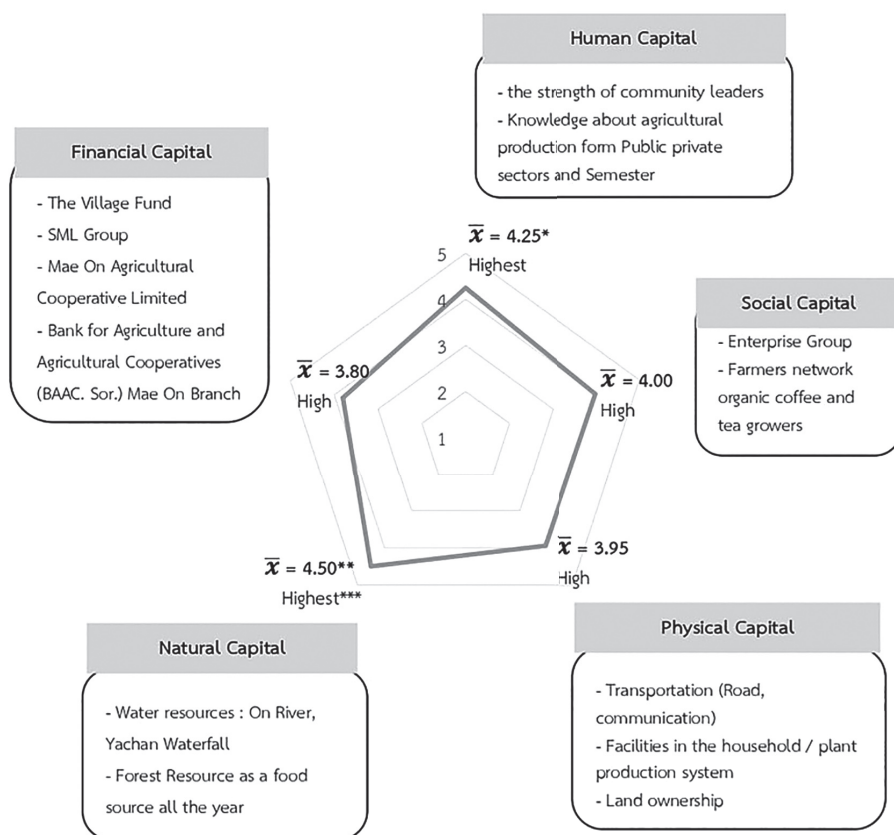 Human Capital
- the strength of community leaders
- Knowledge about agricultural
production form Public private
sectors and Semester
Financial Capital
- The Village Fund
- SML Group
- Mae On Agricultural
Cooperative Limited
- Bank for Agriculture and
Agricultural Cooperatives
(BAAC. Sor.) Mae On Branch
x̄ = 4.25*
Highest
5
4
3
2
1
Social Capital
- Enterprise Group
- Farmers network
organic coffee and
tea growers
x̄ = 3.80
High
x̄ = 4.00
High
x̄ = 3.95
High
x̄ = 4.50**
Highest***
Natural Capital
- Water resources : On River,
Yachan Waterfall
- Forest Resource as a food
source all the year
Physical Capital
- Transportation (Road,
communication)
- Facilities in the household / plant
production system
- Land ownership